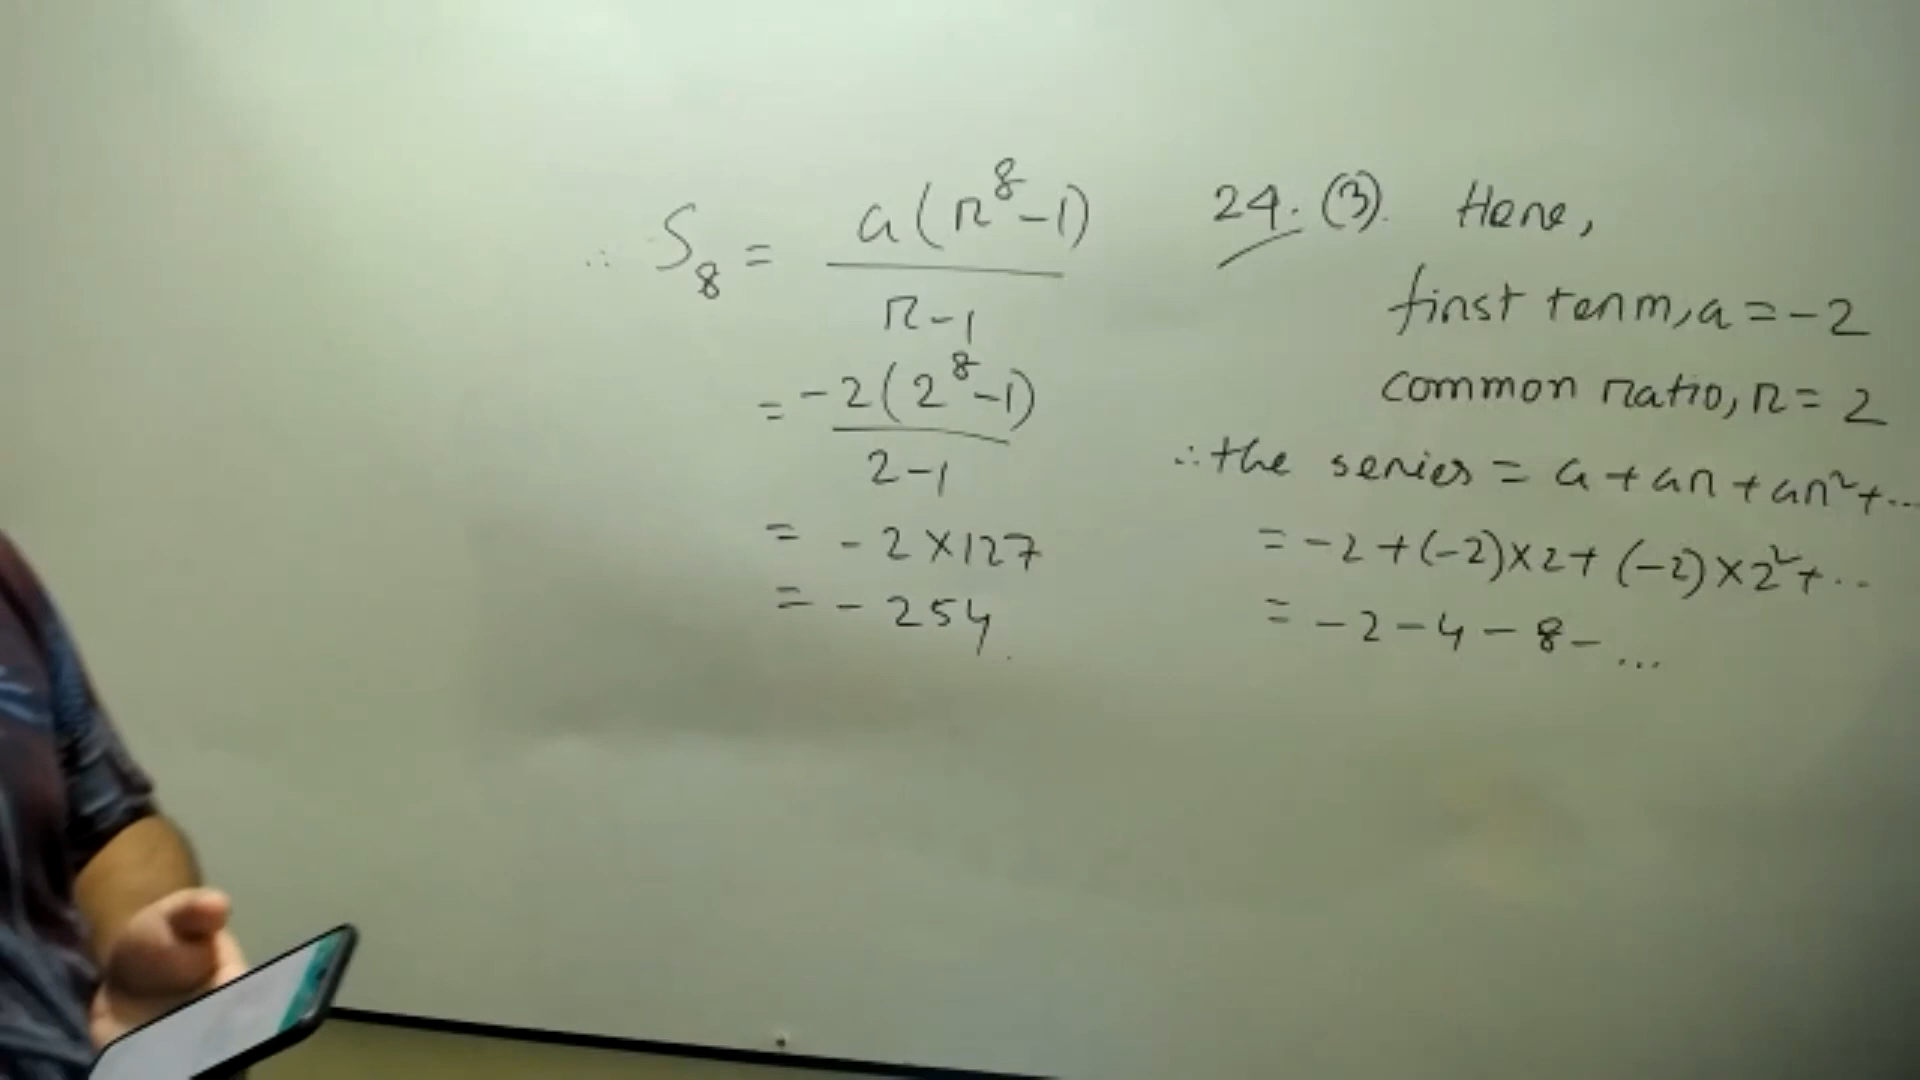 ∴ S₈ = a(r⁸-1)
r-1
= -2(2⁸-1)
2-1
= -2×127
= -254.
24. (3). Here,
first term, a = -2
common ratio, r = 2
∴ the series = a + ar + ar² + ...
= -2 + (-2)×2 + (-2)×2² + ...
= -2 - 4 - 8 - ...